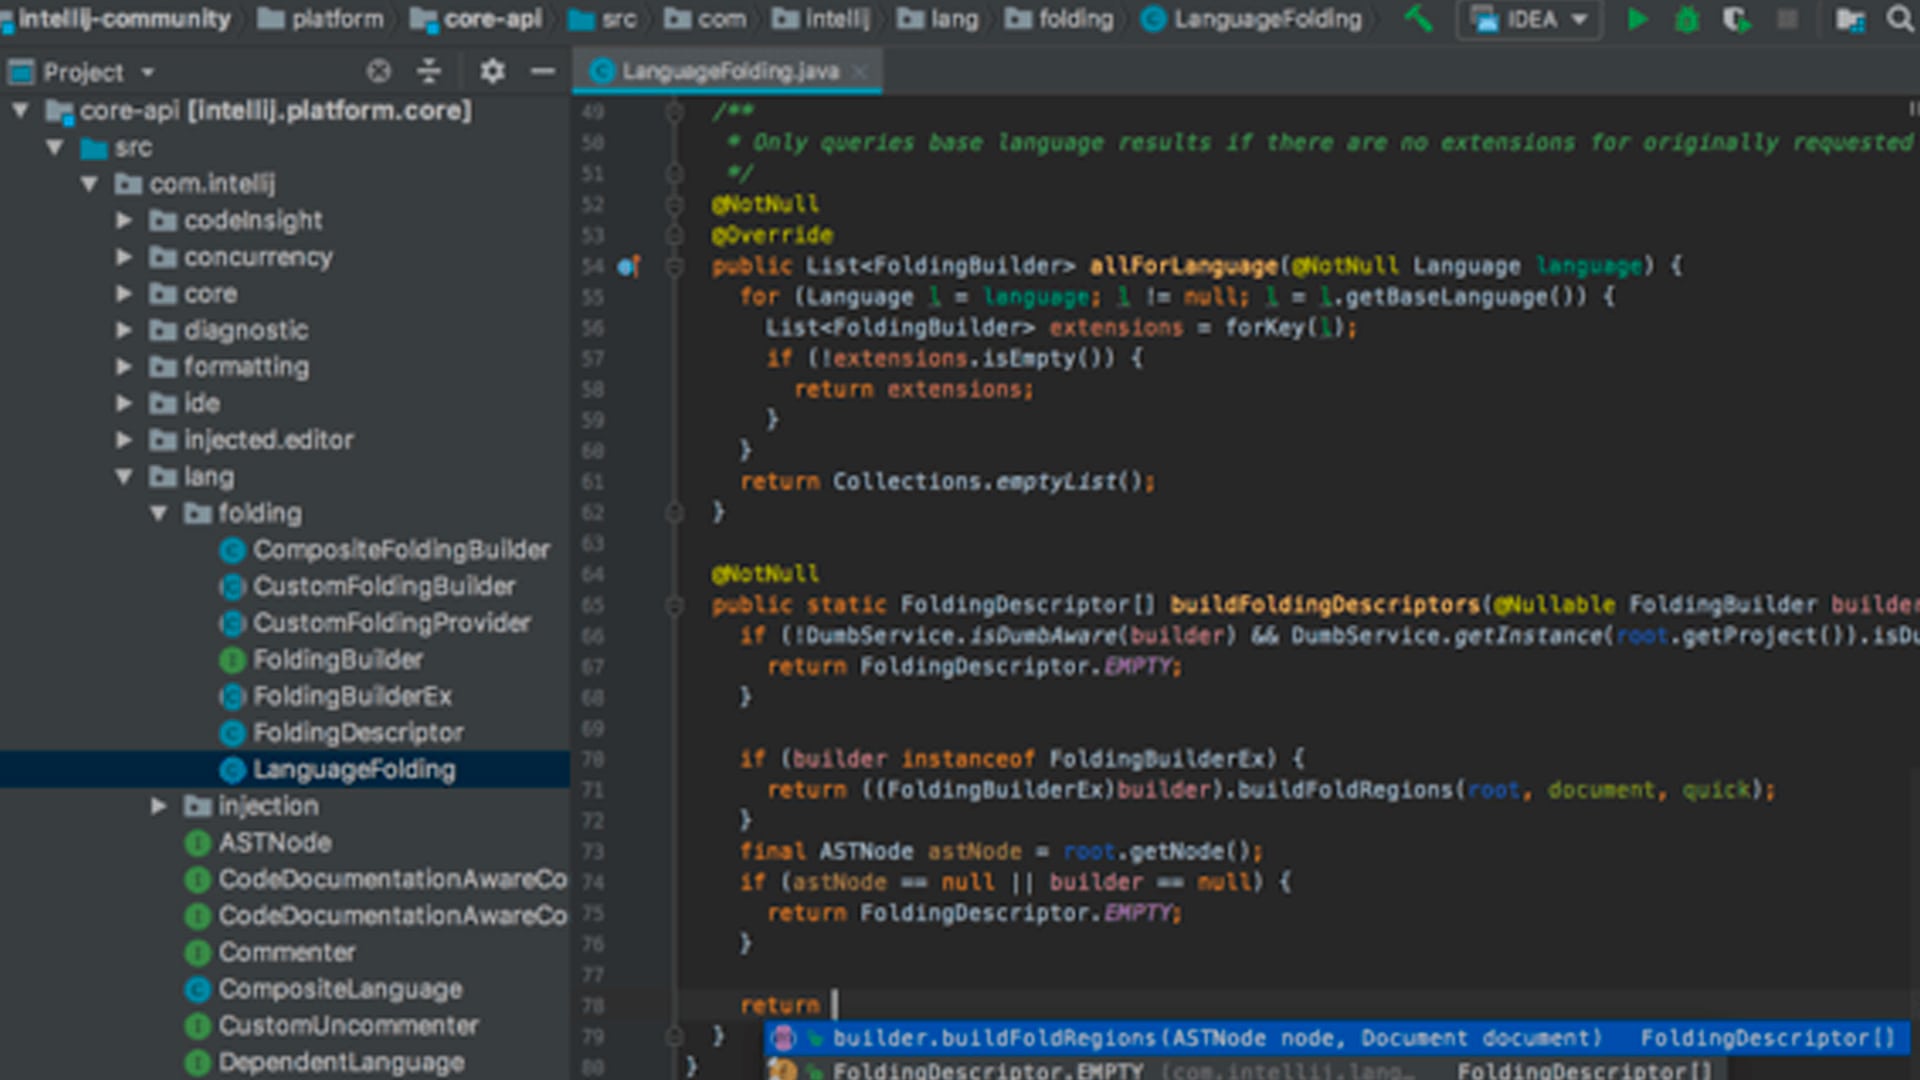 intellij-community platform core-api src com intellij lang folding LanguageFolding IDEA
Project
LanguageFolding.java
core-api [intellij.platform.core]
src
com.intellij
codeInsight
concurrency
core
diagnostic
formatting
ide
injected.editor
lang
folding
CompositeFoldingBuilder
CustomFoldingBuilder
CustomFoldingProvider
FoldingBuilder
FoldingBuilderEx
FoldingDescriptor
LanguageFolding
injection
ASTNode
CodeDocumentationAwareCo
CodeDocumentationAwareCo
Commenter
CompositeLanguage
CustomUncommenter
DependentLanguage
49 /**
50 * Only queries base language results if there are no extensions for originally requested
51 */
52 @NotNull
53 @Override
54 public List<FoldingBuilder> allForLanguage(@NotNull Language language) {
55 for (Language l = language; l != null; l = l.getBaseLanguage()) {
56 List<FoldingBuilder> extensions = forKey(l);
57 if (!extensions.isEmpty()) {
58 return extensions;
59 }
60 }
61 return Collections.emptyList();
62 }
63
64 @NotNull
65 public static FoldingDescriptor[] buildFoldingDescriptors(@Nullable FoldingBuilder builder
66 if (!DumbService.isDumbAware(builder) && DumbService.getInstance(root.getProject()).isDu
67 return FoldingDescriptor.EMPTY;
68 }
69
70 if (builder instanceof FoldingBuilderEx) {
71 return ((FoldingBuilderEx)builder).buildFoldRegions(root, document, quick);
72 }
73 final ASTNode astNode = root.getNode();
74 if (astNode == null || builder == null) {
75 return FoldingDescriptor.EMPTY;
76 }
77
78 return
79 }
builder.buildFoldRegions(ASTNode node, Document document) FoldingDescriptor[]
80 }
FoldingDescriptor.EMPTY (com.intellij.lang… FoldingDescriptor[]